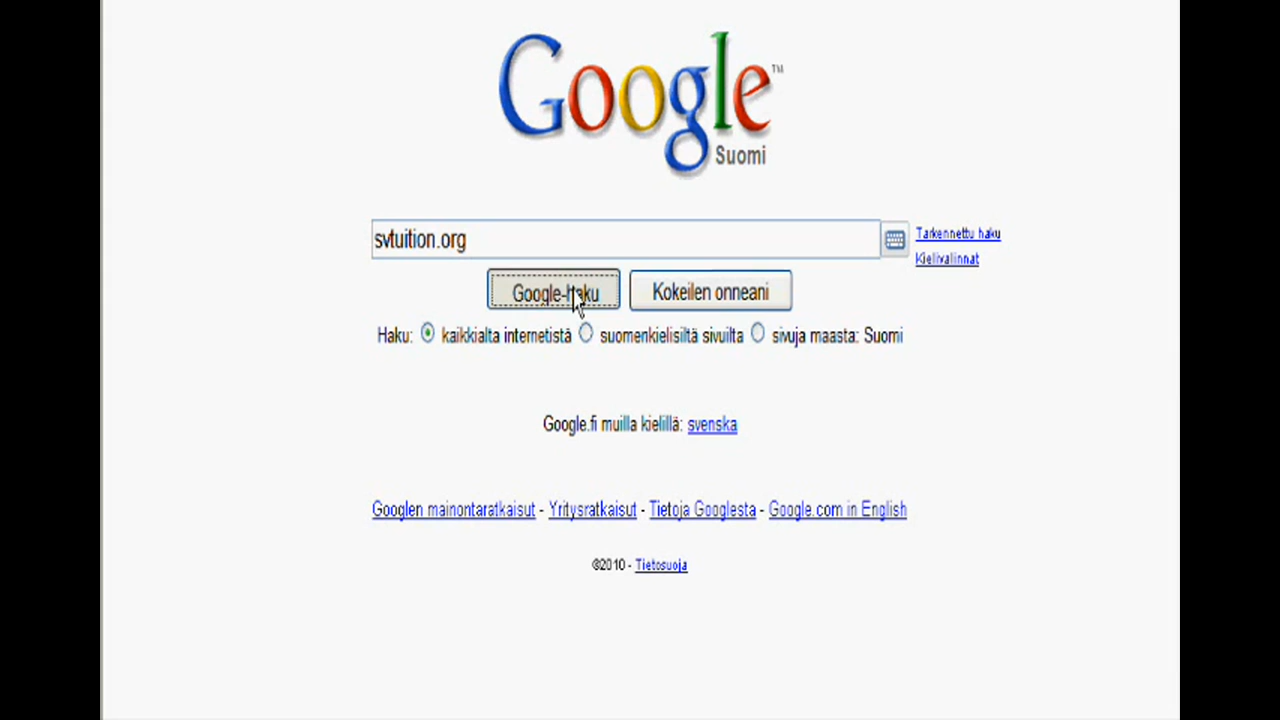 Google™
Suomi
svtuition.org
Tarkennettu haku
Kielivalinnat
Google-haku Kokeilen onneani
Haku: kaikkialta internetistä suomenkielisiltä sivuilta sivuja maasta: Suomi
Google.fi muilla kielillä: svenska
Googlen mainontaratkaisut - Yritysratkaisut - Tietoja Googlesta - Google.com in English
©2010 - Tietosuoja